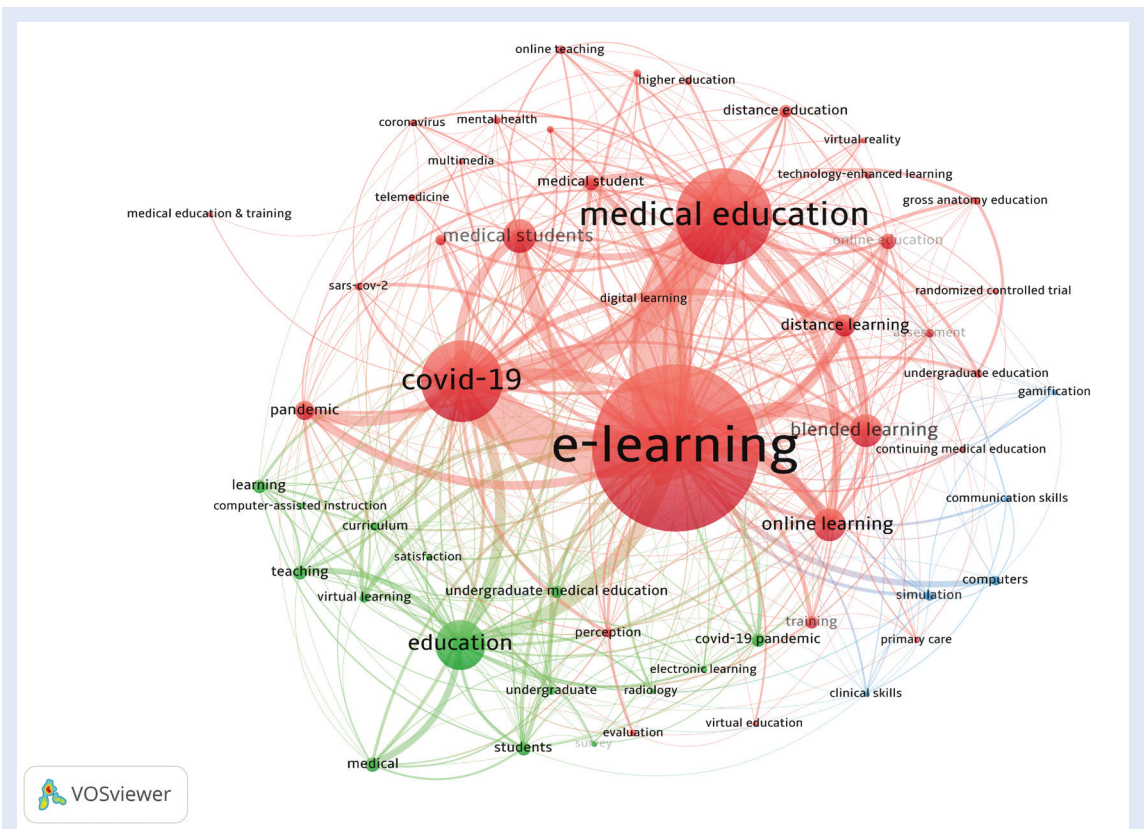 online teaching
higher education
distance education
coronavirus
mental health
virtual reality
multimedia
technology-enhanced learning
medical student
telemedicine
gross anatomy education
medical education & training
medical education
medical students
online education
sars-cov-2
digital learning
randomized controlled trial
distance learning
assessment
covid-19
undergraduate education
gamification
pandemic
blended learning
e-learning
continuing medical education
learning
communication skills
computer-assisted instruction
curriculum
online learning
satisfaction
teaching
computers
undergraduate medical education
virtual learning
simulation
training
perception
covid-19 pandemic
primary care
education
electronic learning
undergraduate
radiology
clinical skills
virtual education
evaluation
survey
students
medical
VOSviewer